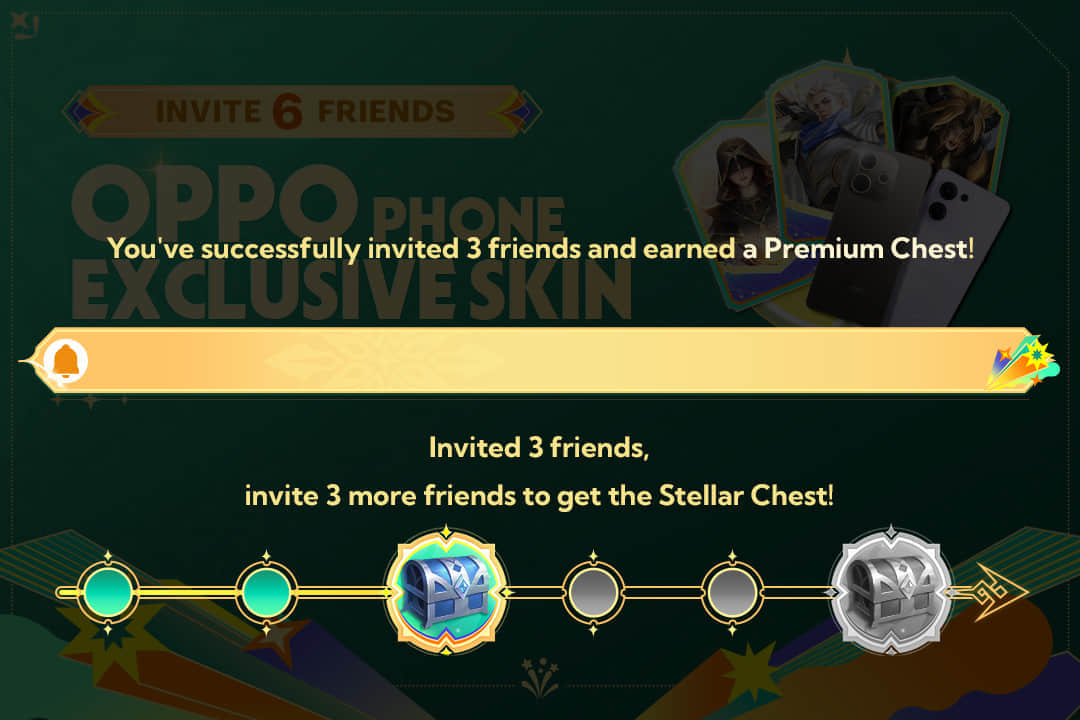 INVITE 6 FRIENDS
OPPO PHONE
EXCLUSIVE SKIN
You've successfully invited 3 friends and earned a Premium Chest!
Invited 3 friends,
invite 3 more friends to get the Stellar Chest!